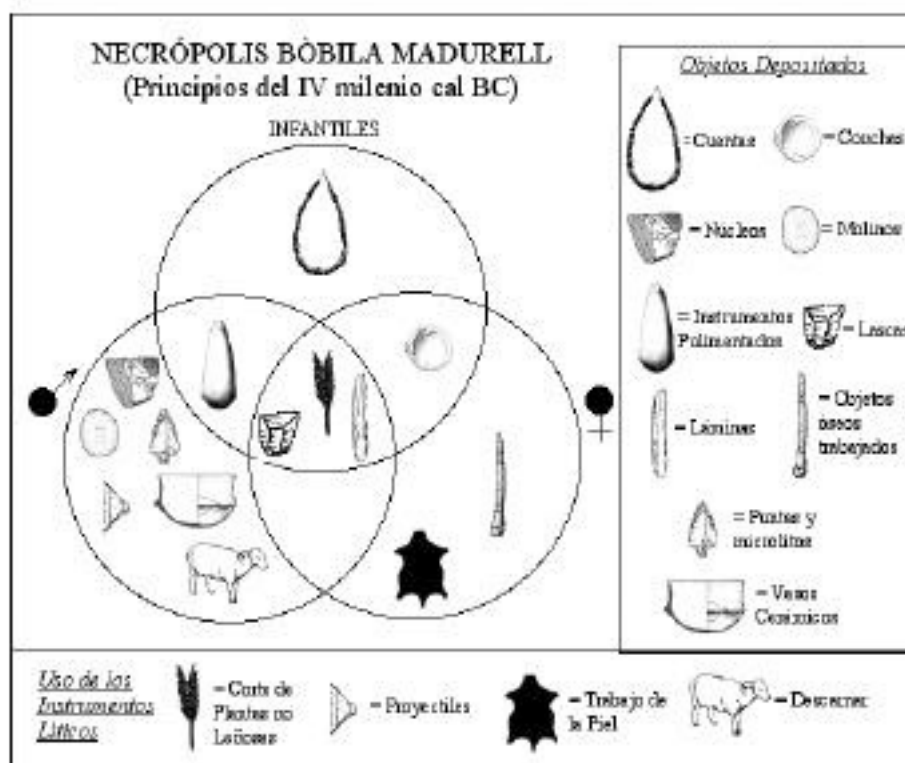 NECRÓPOLIS BÒBILA MADURELL
(Principios del IV milenio cal BC)
INFANTILES
Objetos Depositados
= Cuentas
= Conchas
= Núcleos
= Molinos
= Instrumentos
Pulimentados
= Lascas
= Láminas
= Objetos
óseos
trabajados
= Puntas y
microlitos
= Vasos
Cerámicos
Uso de los
Instrumentos
Líticos
= Corte de
Plantas no
Leñosas
= Proyectiles
= Trabajo de
la Piel
= Descarnar